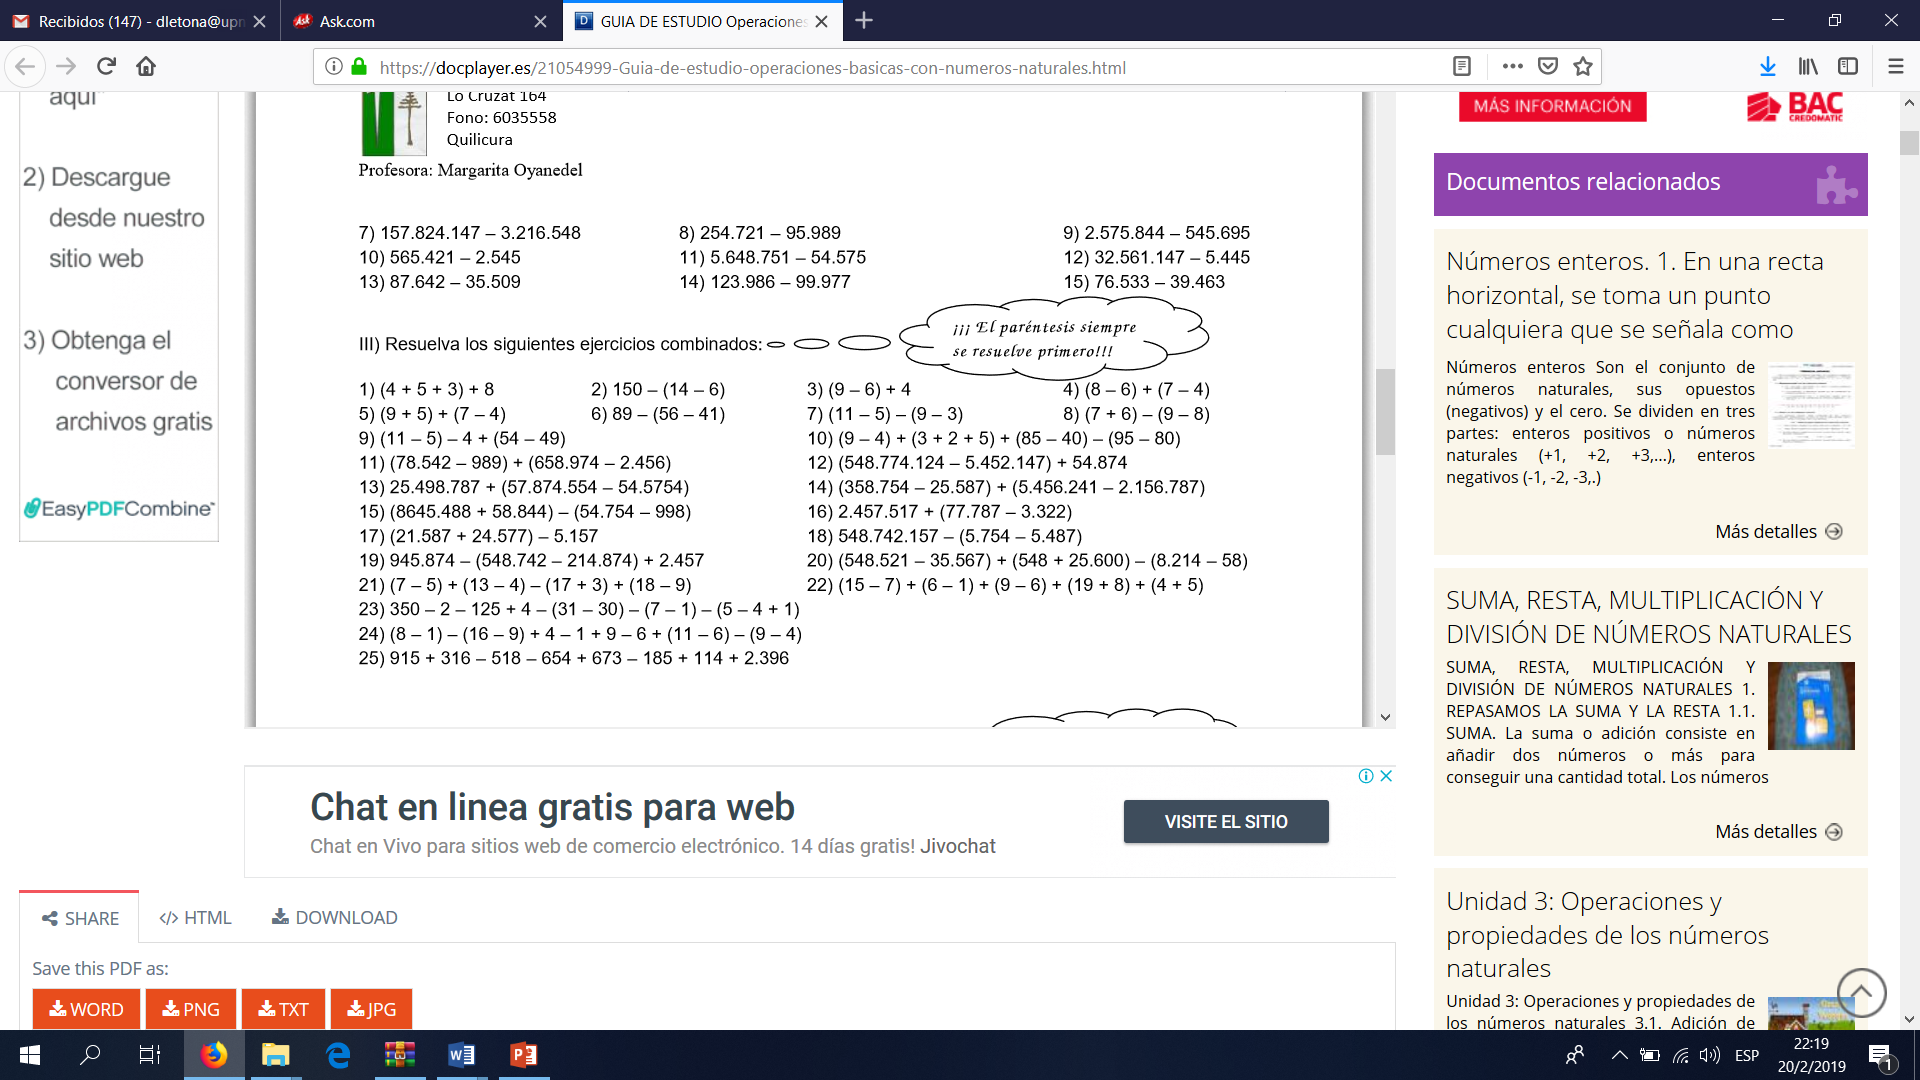 Recibidos (147) - dletona@upn
Ask.com
GUIA DE ESTUDIO Operaciones
https://docplayer.es/21054999-Guia-de-estudio-operaciones-basicas-con-numeros-naturales.html
aquí"
2) Descargue
desde nuestro
sitio web
3) Obtenga el
conversor de
archivos gratis
EasyPDFCombine™
Lo Cruzat 164
Fono: 6035558
Quilicura
Profesora: Margarita Oyanedel
7) 157.824.147 – 3.216.548 8) 254.721 – 95.989 9) 2.575.844 – 545.695
10) 565.421 – 2.545 11) 5.648.751 – 54.575 12) 32.561.147 – 5.445
13) 87.642 – 35.509 14) 123.986 – 99.977 15) 76.533 – 39.463
¡¡¡ El paréntesis siempre
se resuelve primero!!!
III) Resuelva los siguientes ejercicios combinados:
1) (4 + 5 + 3) + 8 2) 150 – (14 – 6) 3) (9 – 6) + 4 4) (8 – 6) + (7 – 4)
5) (9 + 5) + (7 – 4) 6) 89 – (56 – 41) 7) (11 – 5) – (9 – 3) 8) (7 + 6) – (9 – 8)
9) (11 – 5) – 4 + (54 – 49) 10) (9 – 4) + (3 + 2 + 5) + (85 – 40) – (95 – 80)
11) (78.542 – 989) + (658.974 – 2.456) 12) (548.774.124 – 5.452.147) + 54.874
13) 25.498.787 + (57.874.554 – 54.5754) 14) (358.754 – 25.587) + (5.456.241 – 2.156.787)
15) (8645.488 + 58.844) – (54.754 – 998) 16) 2.457.517 + (77.787 – 3.322)
17) (21.587 + 24.577) – 5.157 18) 548.742.157 – (5.754 – 5.487)
19) 945.874 – (548.742 – 214.874) + 2.457 20) (548.521 – 35.567) + (548 + 25.600) – (8.214 – 58)
21) (7 – 5) + (13 – 4) – (17 + 3) + (18 – 9) 22) (15 – 7) + (6 – 1) + (9 – 6) + (19 + 8) + (4 + 5)
23) 350 – 2 – 125 + 4 – (31 – 30) – (7 – 1) – (5 – 4 + 1)
24) (8 – 1) – (16 – 9) + 4 – 1 + 9 – 6 + (11 – 6) – (9 – 4)
25) 915 + 316 – 518 – 654 + 673 – 185 + 114 + 2.396
Chat en linea gratis para web
Chat en Vivo para sitios web de comercio electrónico. 14 días gratis! Jivochat
VISITE EL SITIO
SHARE
HTML
DOWNLOAD
Save this PDF as:
WORD
PNG
TXT
JPG
MÁS INFORMACIÓN
BAC
CREDOMATIC
Documentos relacionados
Números enteros. 1. En una recta
horizontal, se toma un punto
cualquiera que se señala como
Números enteros Son el conjunto de
números naturales, sus opuestos
(negativos) y el cero. Se dividen en tres
partes: enteros positivos o números
naturales (+1, +2, +3,...), enteros
negativos (-1, -2, -3,.)
Más detalles
SUMA, RESTA, MULTIPLICACIÓN Y
DIVISIÓN DE NÚMEROS NATURALES
SUMA, RESTA, MULTIPLICACIÓN Y
DIVISIÓN DE NÚMEROS NATURALES 1.
REPASAMOS LA SUMA Y LA RESTA 1.1.
SUMA. La suma o adición consiste en
añadir dos números o más para
conseguir una cantidad total. Los números
Más detalles
Unidad 3: Operaciones y
propiedades de los números
naturales
Unidad 3: Operaciones y propiedades de
los números naturales 3.1. Adición de
ESP
22:19
20/2/2019
1